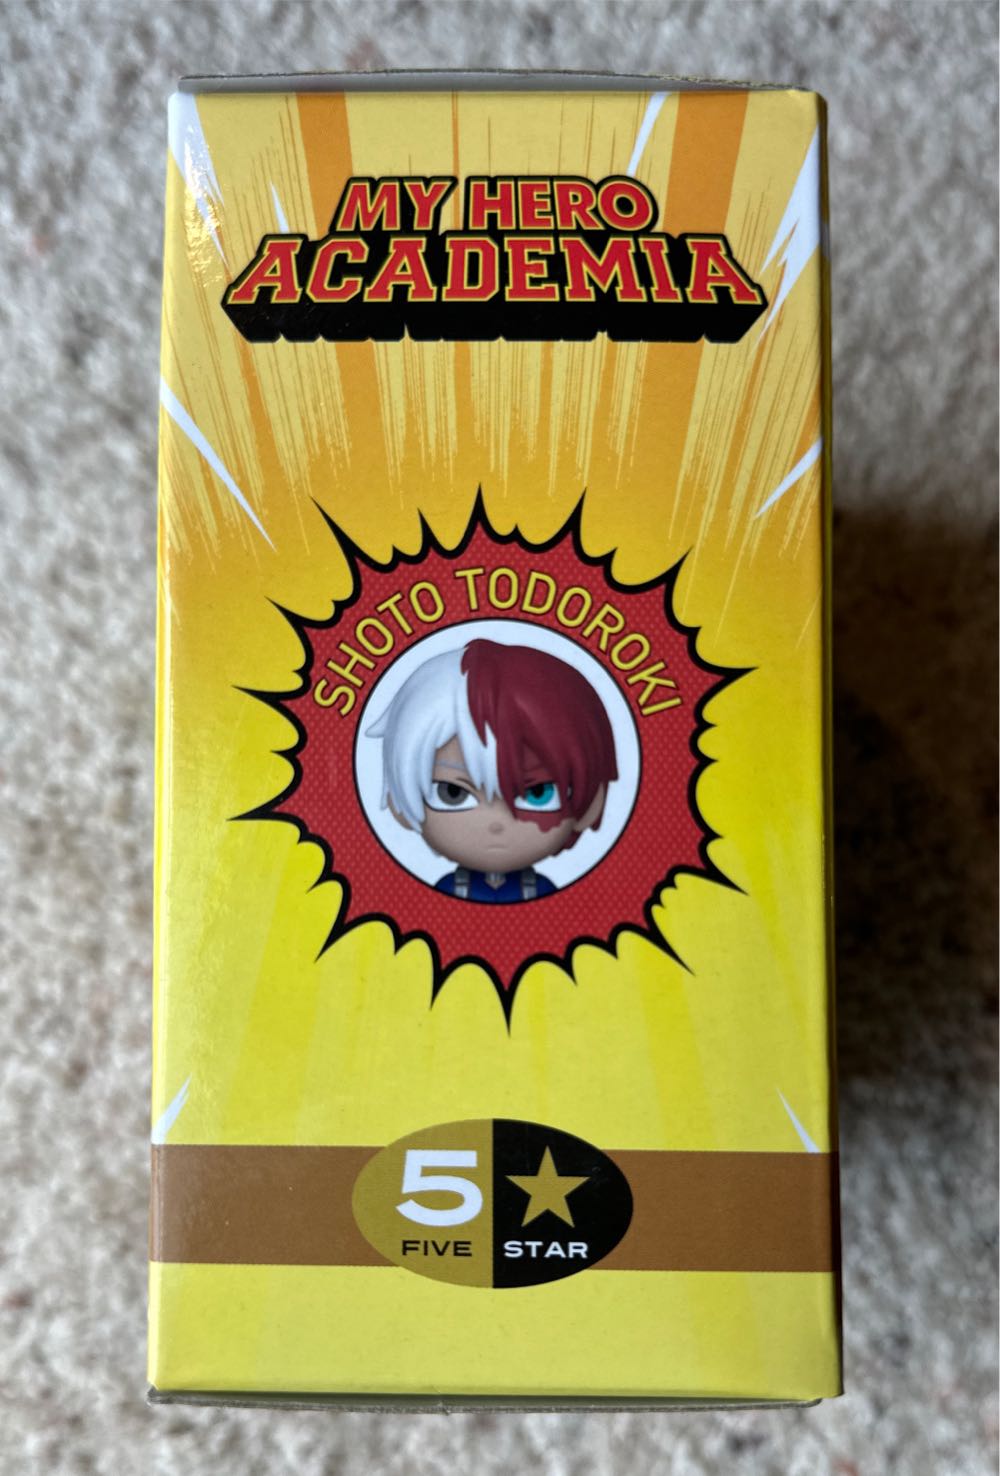 MY HERO
ACADEMIA
SHOTO TODOROKI
5
FIVE STAR